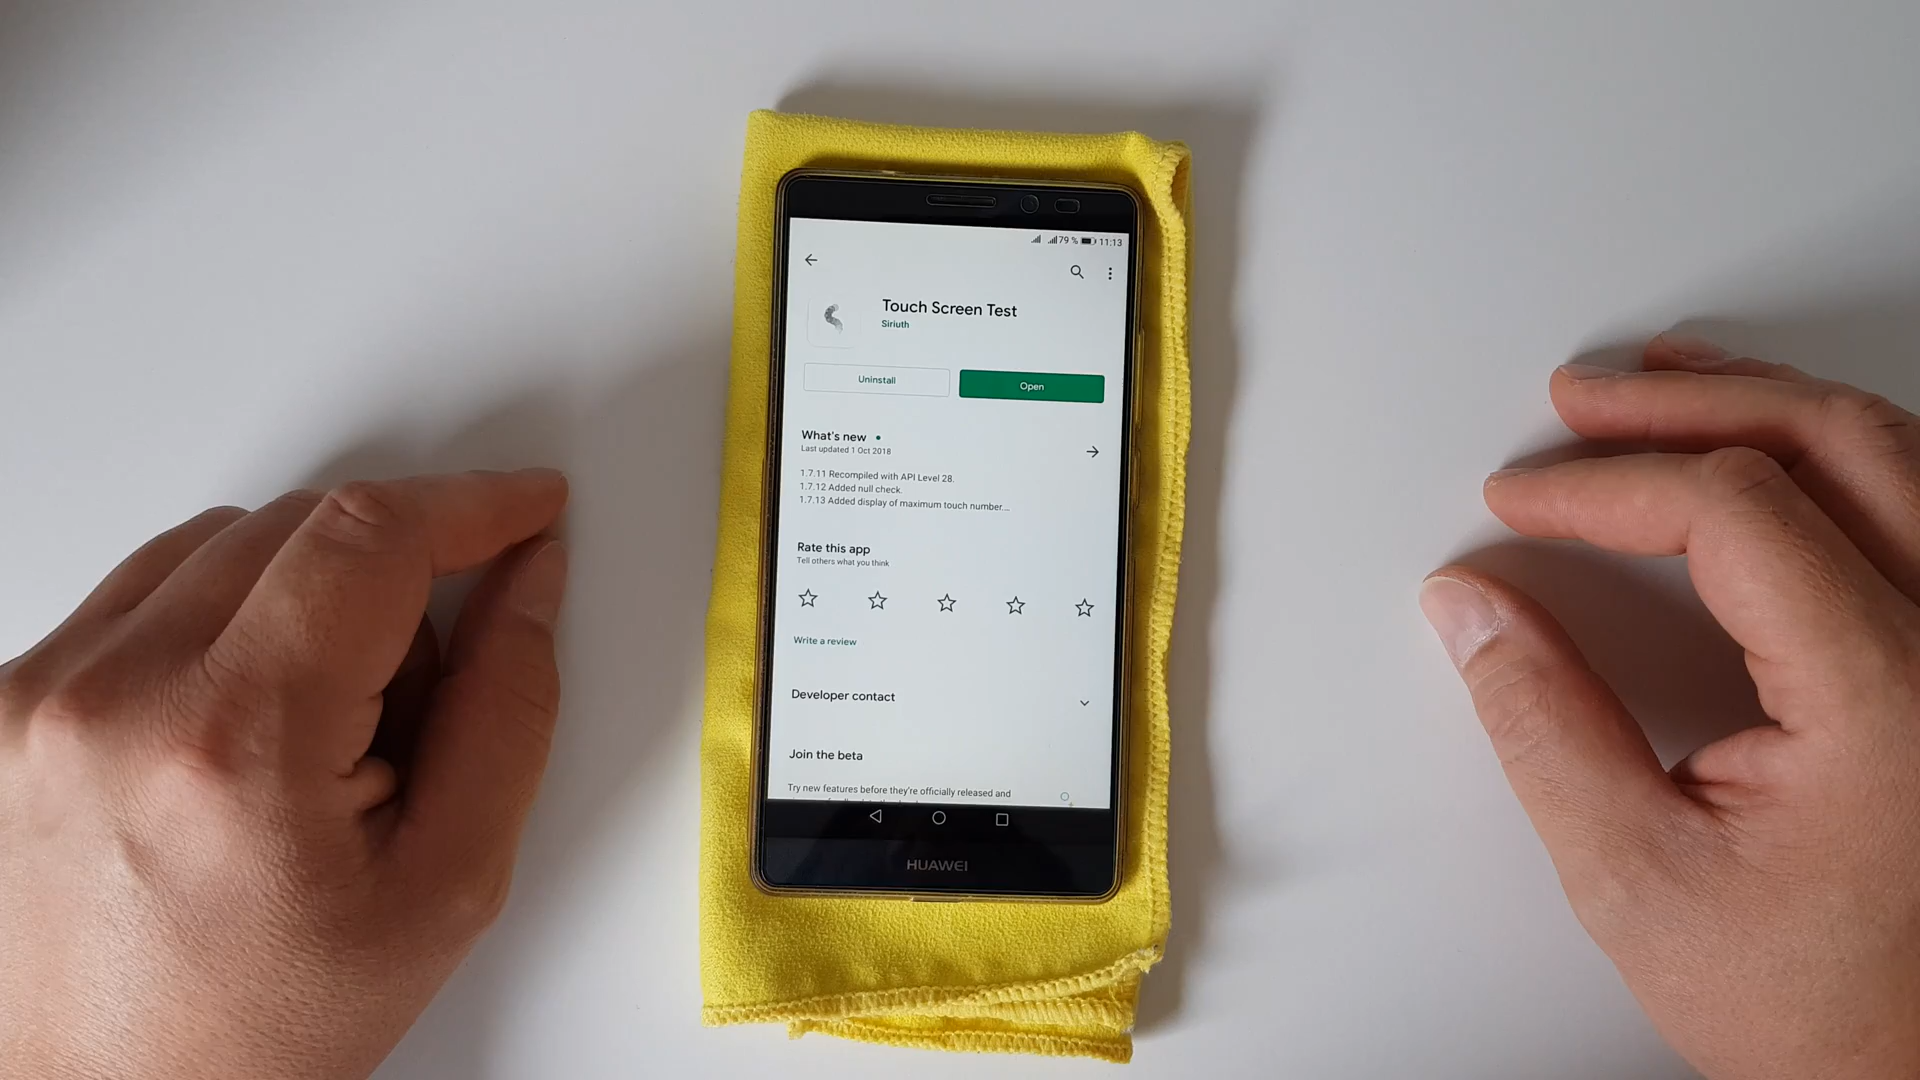 79 % 11:13
Touch Screen Test
Siriuth
Uninstall
Open
What's new
Last updated 1 Oct 2018
1.7.11 Recompiled with API Level 28.
1.7.12 Added null check.
1.7.13 Added display of maximum touch number...
Rate this app
Tell others what you think
Write a review
Developer contact
Join the beta
Try new features before they're officially released and
HUAWEI